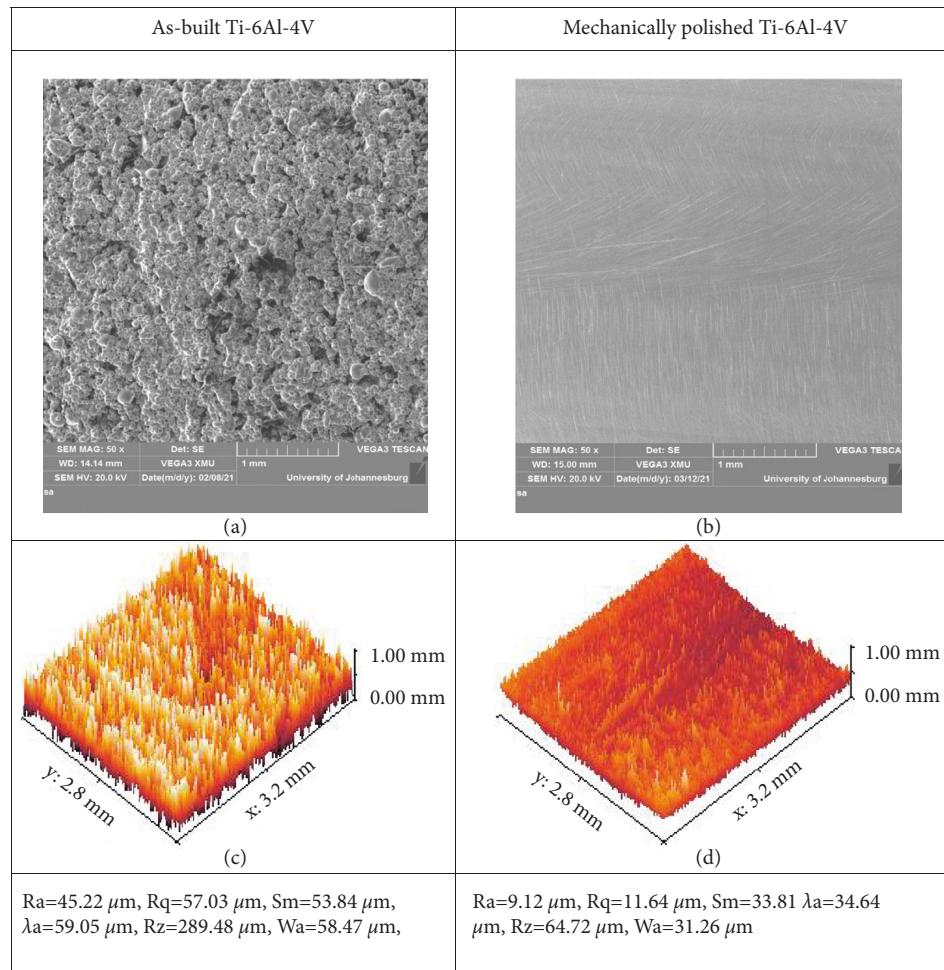 As-built Ti-6Al-4V
Mechanically polished Ti-6Al-4V
SEM MAG: 50 x Det: SE VEGA3 TESCAN
WD: 14.14 mm VEGA3 XMU 1 mm
SEM HV: 20.0 kV Date(m/d/y): 02/08/21 University of Johannesburg
sa
(a)
SEM MAG: 50 x Det: SE VEGA3 TESCAN
WD: 15.00 mm VEGA3 XMU 1 mm
SEM HV: 20.0 kV Date(m/d/y): 03/12/21 University of Johannesburg
sa
(b)
1.00 mm
0.00 mm
y: 2.8 mm
x: 3.2 mm
(c)
1.00 mm
0.00 mm
y: 2.8 mm
x: 3.2 mm
(d)
Ra=45.22 μm, Rq=57.03 μm, Sm=53.84 μm,
λa=59.05 μm, Rz=289.48 μm, Wa=58.47 μm,
Ra=9.12 μm, Rq=11.64 μm, Sm=33.81 λa=34.64
μm, Rz=64.72 μm, Wa=31.26 μm